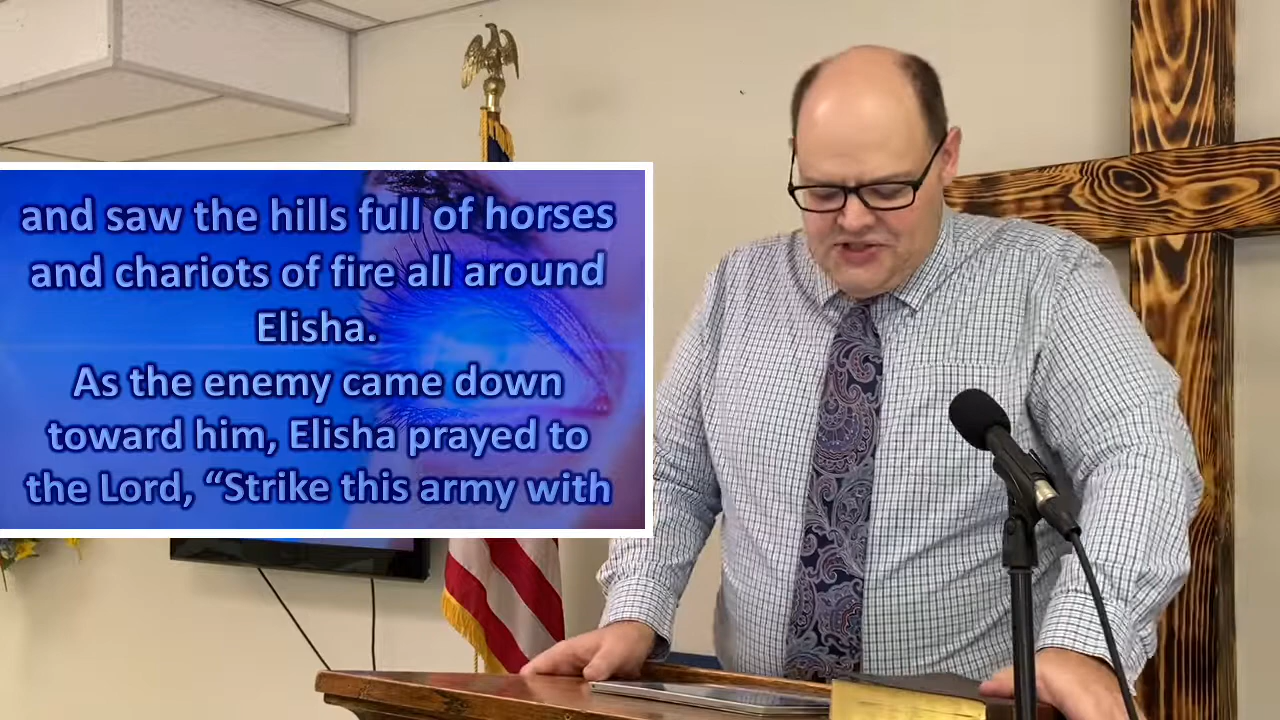 and saw the hills full of horses
and chariots of fire all around
Elisha.
As the enemy came down
toward him, Elisha prayed to
the Lord, “Strike this army with